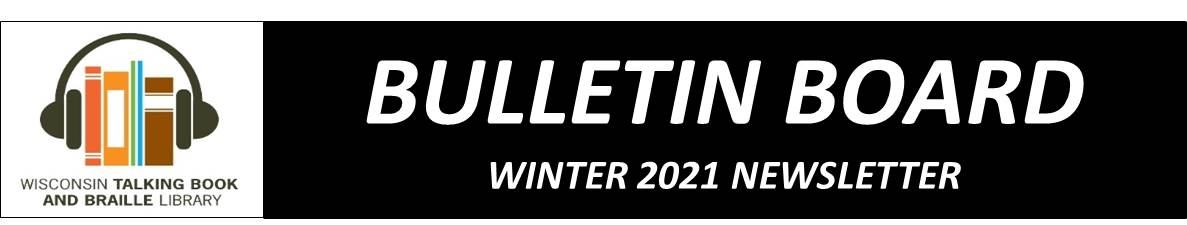 WISCONSIN TALKING BOOK
AND BRAILLE LIBRARY
BULLETIN BOARD
WINTER 2021 NEWSLETTER